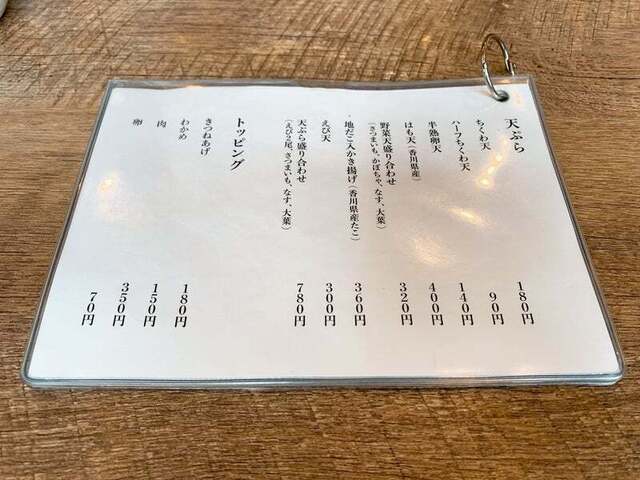 天ぷら
ちくわ天 180円
ハーフちくわ天 90円
半熟卵天 140円
はも天(香川県産) 400円
野菜天盛り合わせ 320円
(さつまいも、かぼちゃ、なす、大葉)
地だこ入かき揚げ(香川県産たこ) 360円
えび天 300円
天ぷら盛り合わせ 780円
(えび2尾、さつまいも、なす、大葉)
トッピング
きつねあげ 180円
わかめ 150円
肉 350円
卵 70円